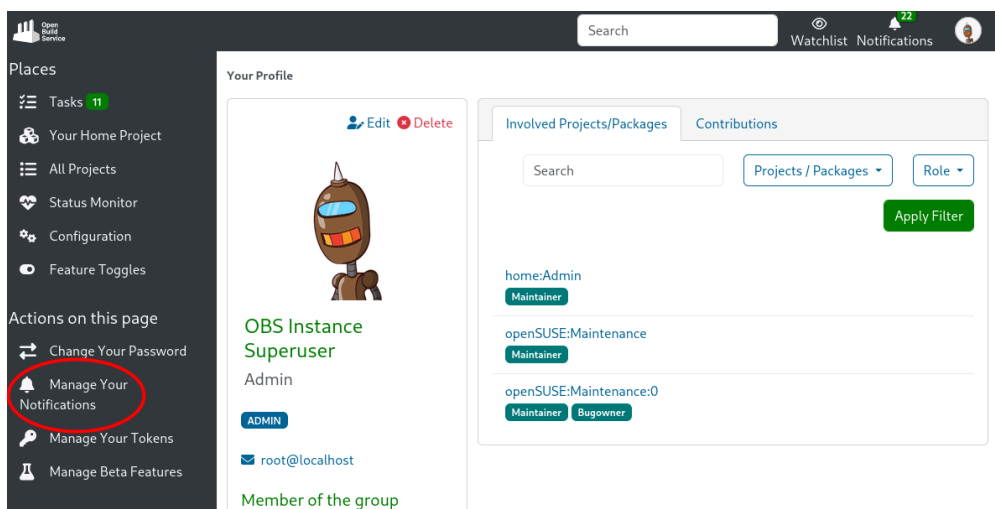 Open
Build
Service
Search
22
Watchlist Notifications
Places
Tasks 11
Your Home Project
All Projects
Status Monitor
Configuration
Feature Toggles
Actions on this page
Change Your Password
Manage Your
Notifications
Manage Your Tokens
Manage Beta Features
Your Profile
Edit Delete
OBS Instance
Superuser
Admin
ADMIN
root@localhost
Member of the group
Involved Projects/Packages Contributions
Search Projects / Packages Role
Apply Filter
home:Admin
Maintainer
openSUSE:Maintenance
Maintainer
openSUSE:Maintenance:0
Maintainer Bugowner